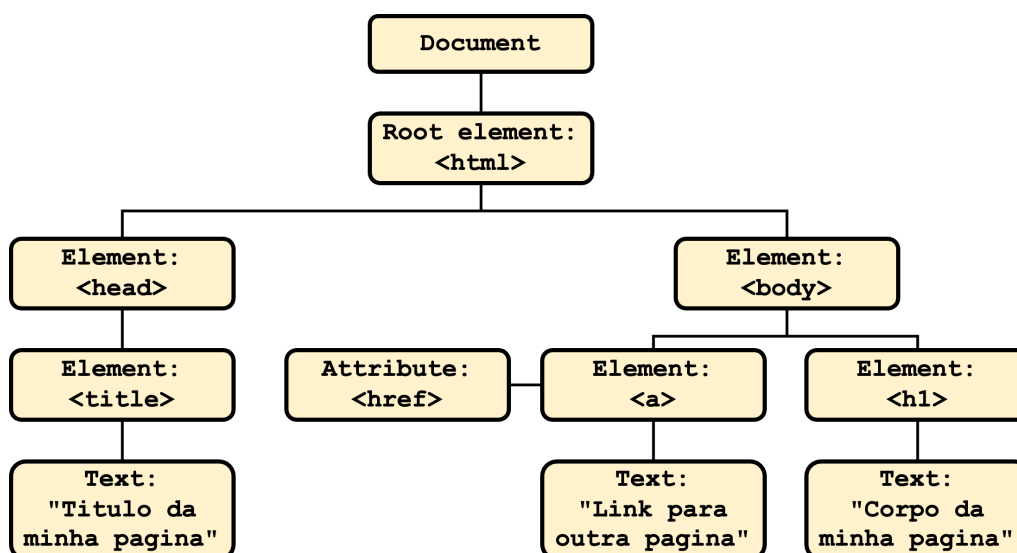 Document
Root element:
<html>
Element:
<head>
Element:
<body>
Element:
<title>
Attribute:
<href>
Element:
<a>
Element:
<h1>
Text:
"Titulo da
minha pagina"
Text:
"Link para
outra pagina"
Text:
"Corpo da
minha pagina"